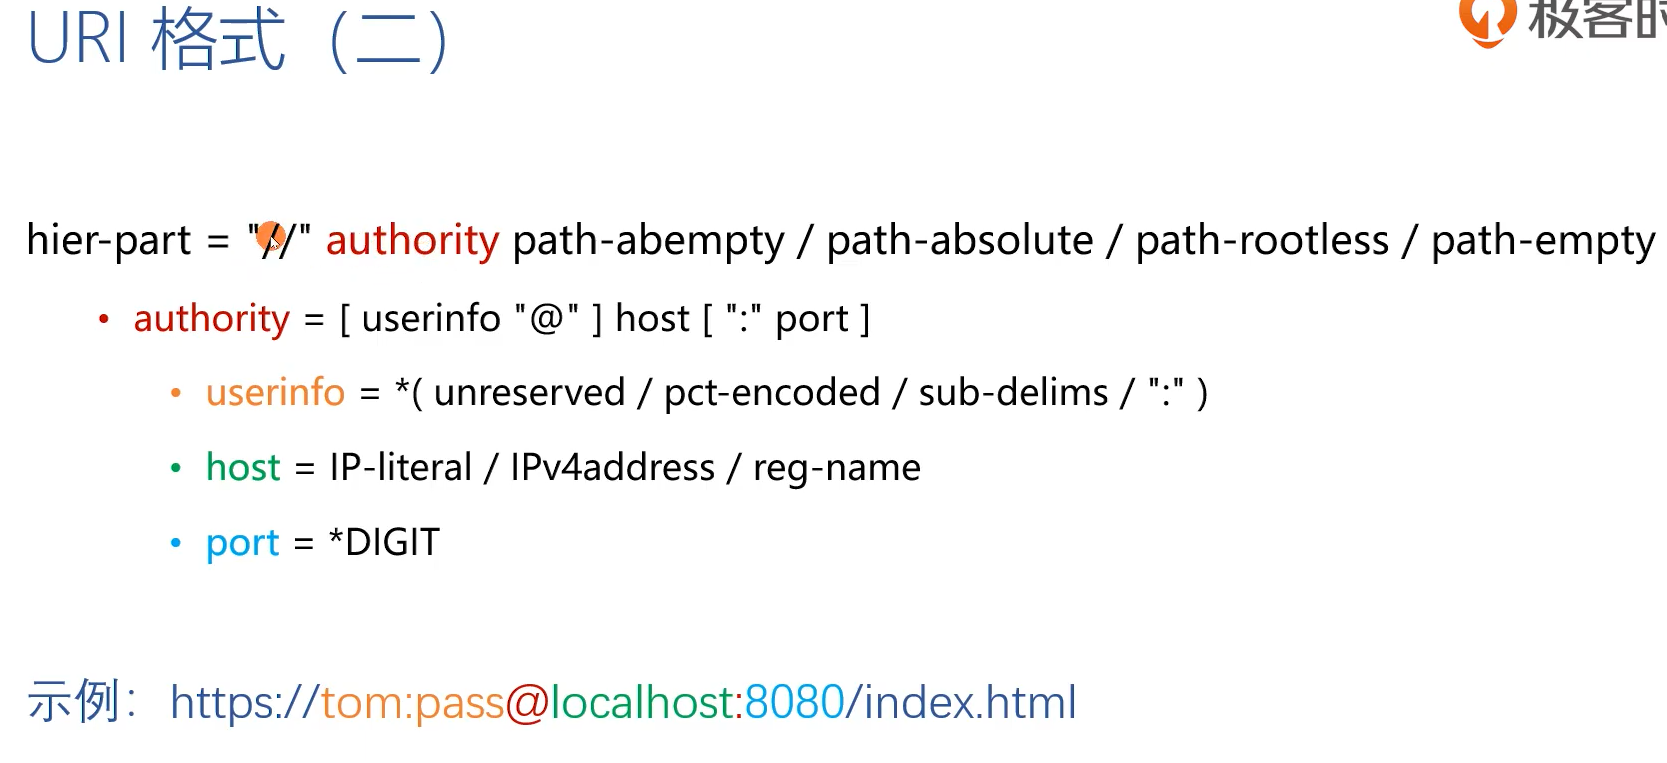 URI 格式（二）
极客时
hier-part = "//" authority path-abempty / path-absolute / path-rootless / path-empty
• authority = [ userinfo "@" ] host [ ":" port ]
• userinfo = *( unreserved / pct-encoded / sub-delims / ":" )
• host = IP-literal / IPv4address / reg-name
• port = *DIGIT
示例：https://tom:pass@localhost:8080/index.html